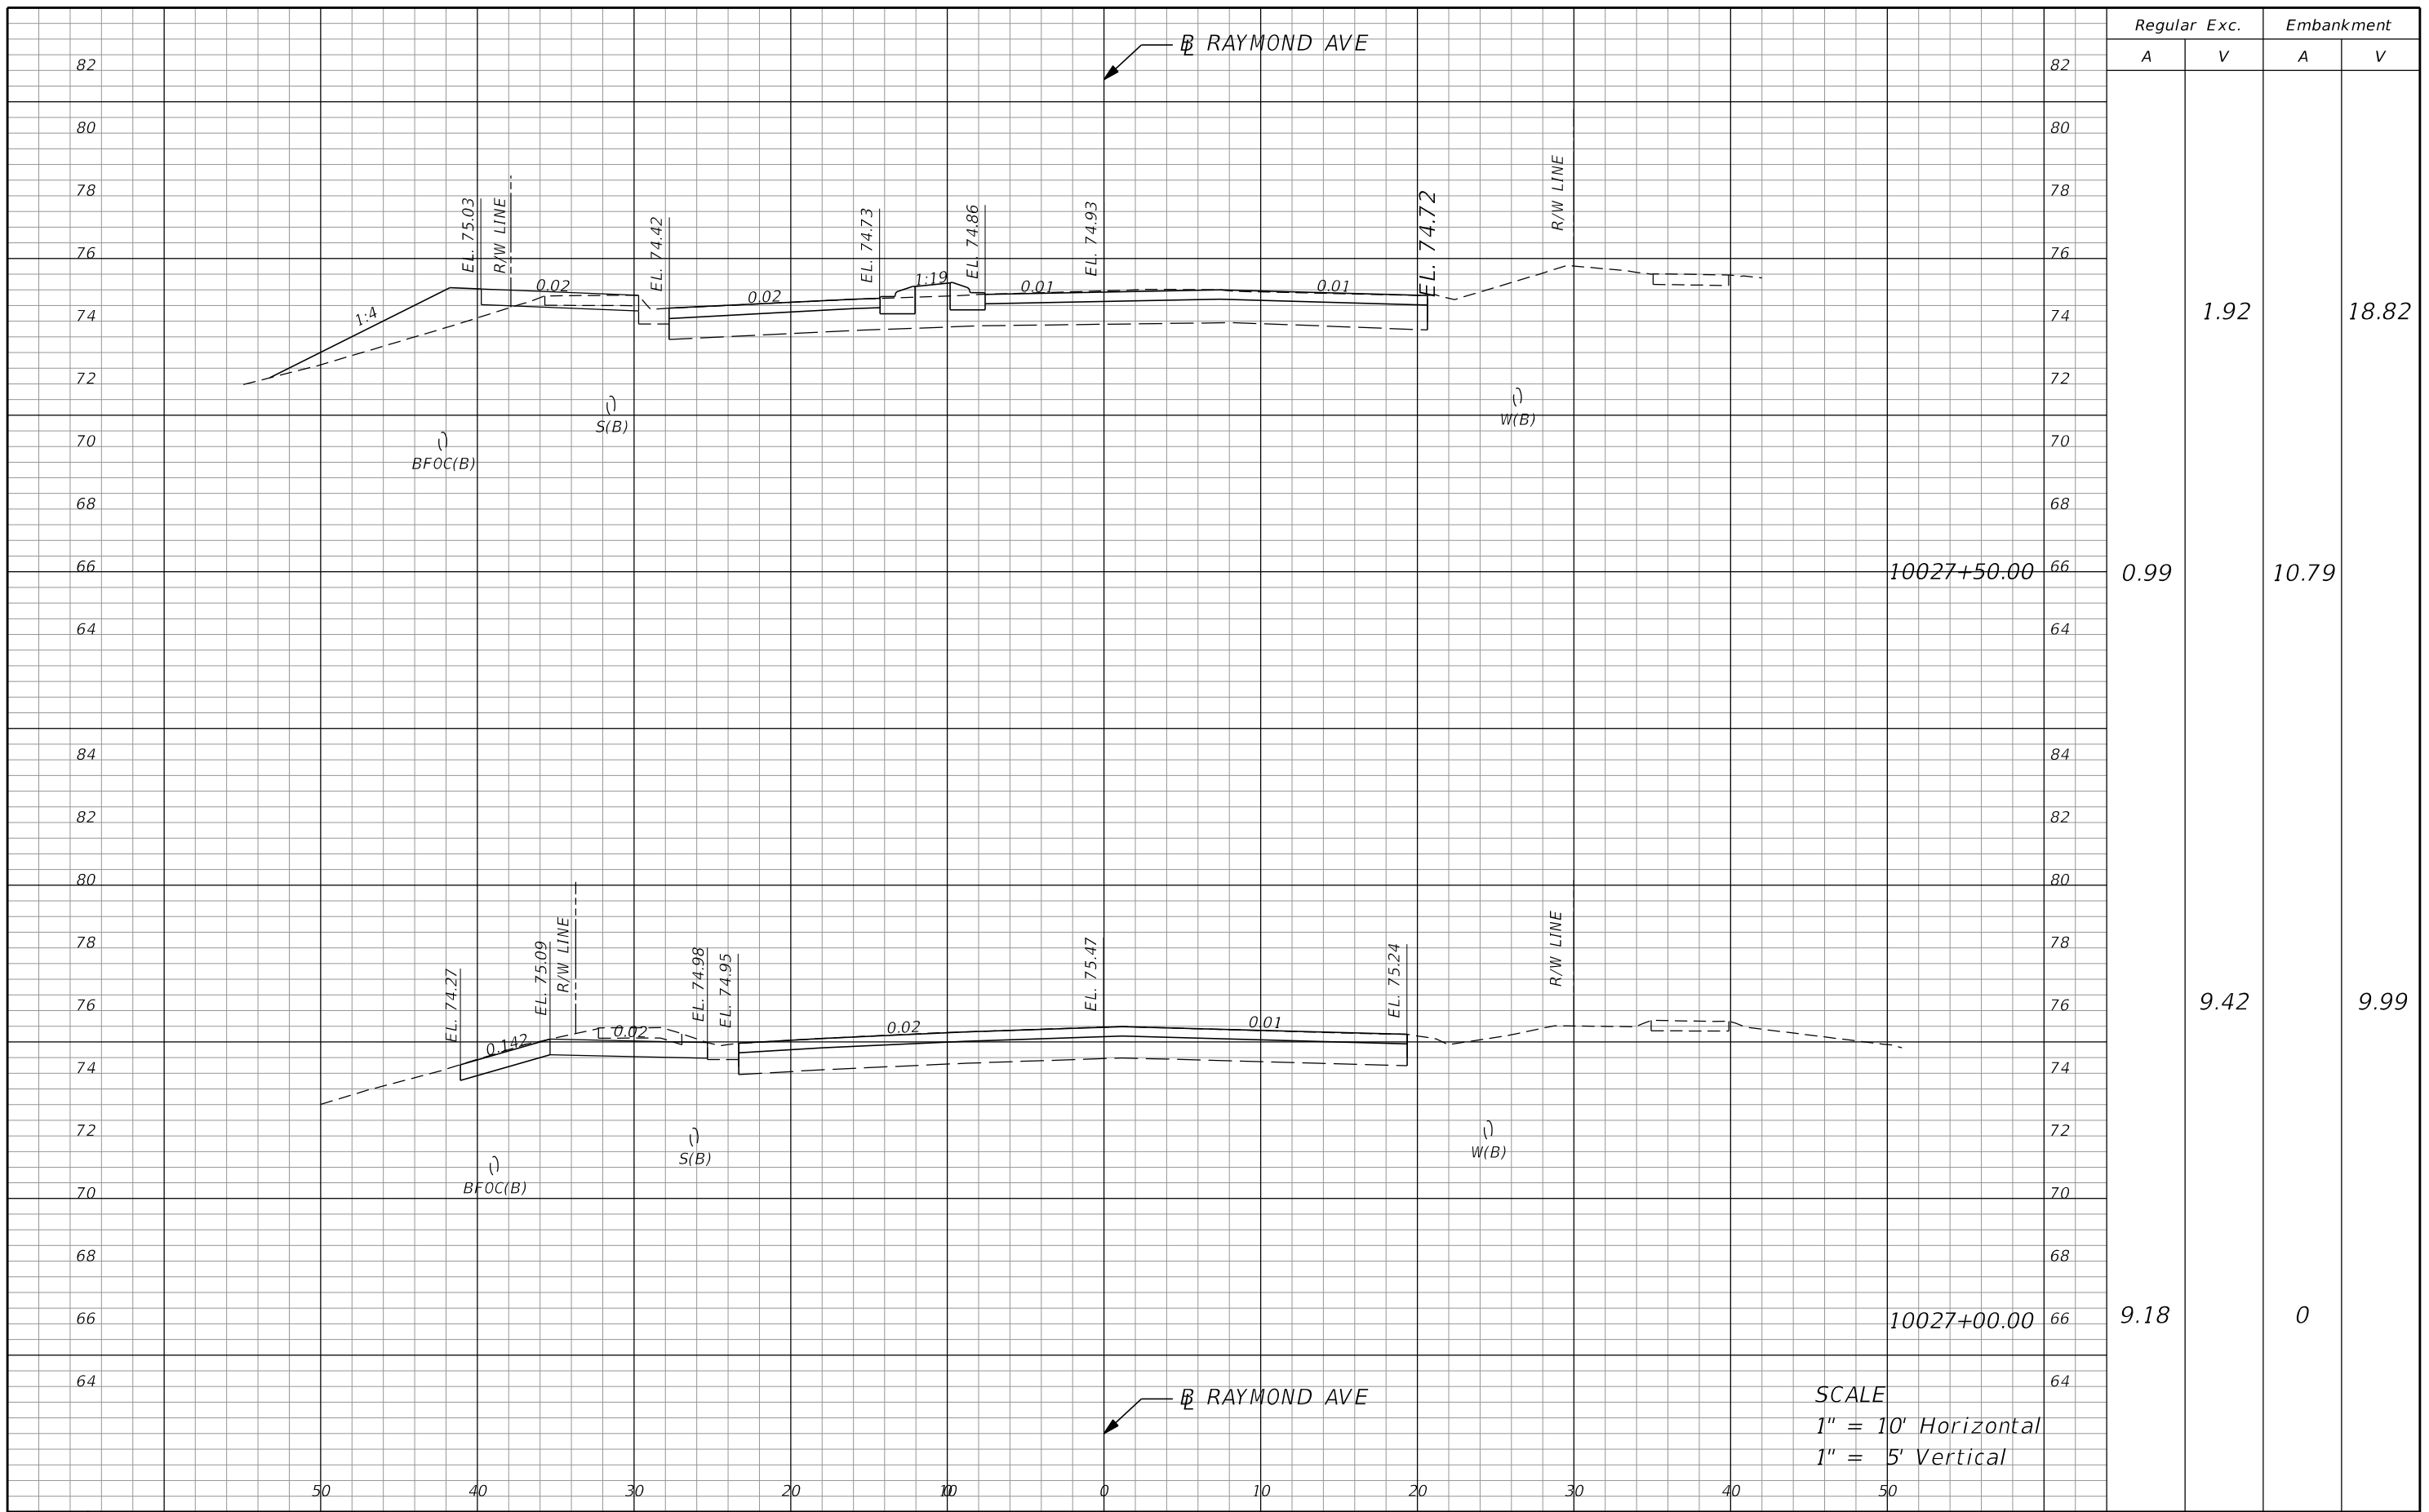 Regular Exc. Embankment
A V A V
℄ RAYMOND AVE
82 82
80 80
78 78
76 76
74 74
72 72
70 70
68 68
66 66
64 64
EL. 75.03
R/W LINE
EL. 74.42
EL. 74.73
EL. 74.86
EL. 74.93
EL. 74.72
R/W LINE
1:4
0.02
0.02
1:19
0.01
0.01
1.92 18.82
S(B)
BFOC(B)
W(B)
10027+50.00 0.99 10.79
84 84
82 82
80 80
78 78
76 76
74 74
72 72
70 70
68 68
66 66
64 64
EL. 74.27
EL. 75.09
R/W LINE
EL. 74.98
EL. 74.95
EL. 75.47
EL. 75.24
R/W LINE
0.142
0.02
0.02
0.01
9.42 9.99
S(B)
BFOC(B)
W(B)
10027+00.00 9.18 0
℄ RAYMOND AVE
SCALE
1" = 10' Horizontal
1" = 5' Vertical
50 40 30 20 10 0 10 20 30 40 50